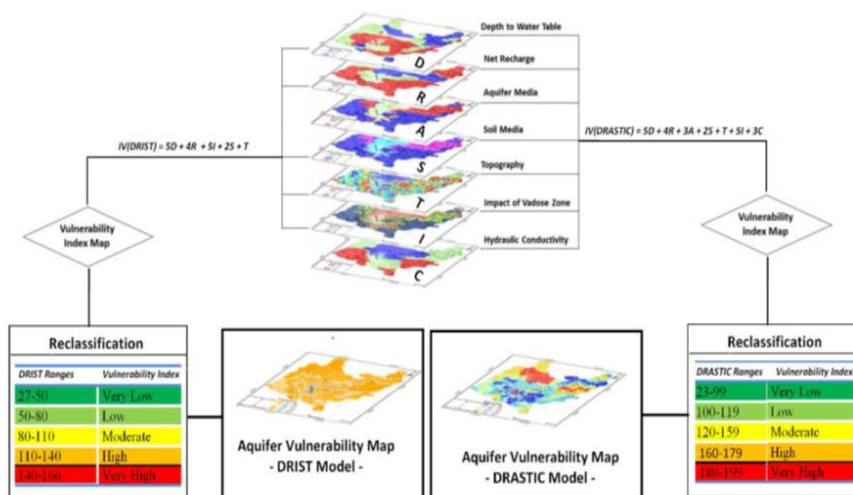 Depth to Water Table
Net Recharge
Aquifer Media
Soil Media
Topography
Impact of Vadose Zone
Hydraulic Conductivity
D
R
A
S
T
I
C
IV(DRIST) = 5D + 4R + 5I + 2S + T
IV(DRASTIC) = 5D + 4R + 3A + 2S + T + 5I + 3C
Vulnerability
Index Map
Vulnerability
Index Map
Reclassification
DRIST Ranges Vulnerability Index
27-50 Very Low
50-80 Low
80-110 Moderate
110-140 High
140-166 Very High
Aquifer Vulnerability Map
- DRIST Model -
Aquifer Vulnerability Map
- DRASTIC Model -
Reclassification
DRASTIC Ranges Vulnerability Index
23-99 Very Low
100-119 Low
120-159 Moderate
160-179 High
180-199 Very High